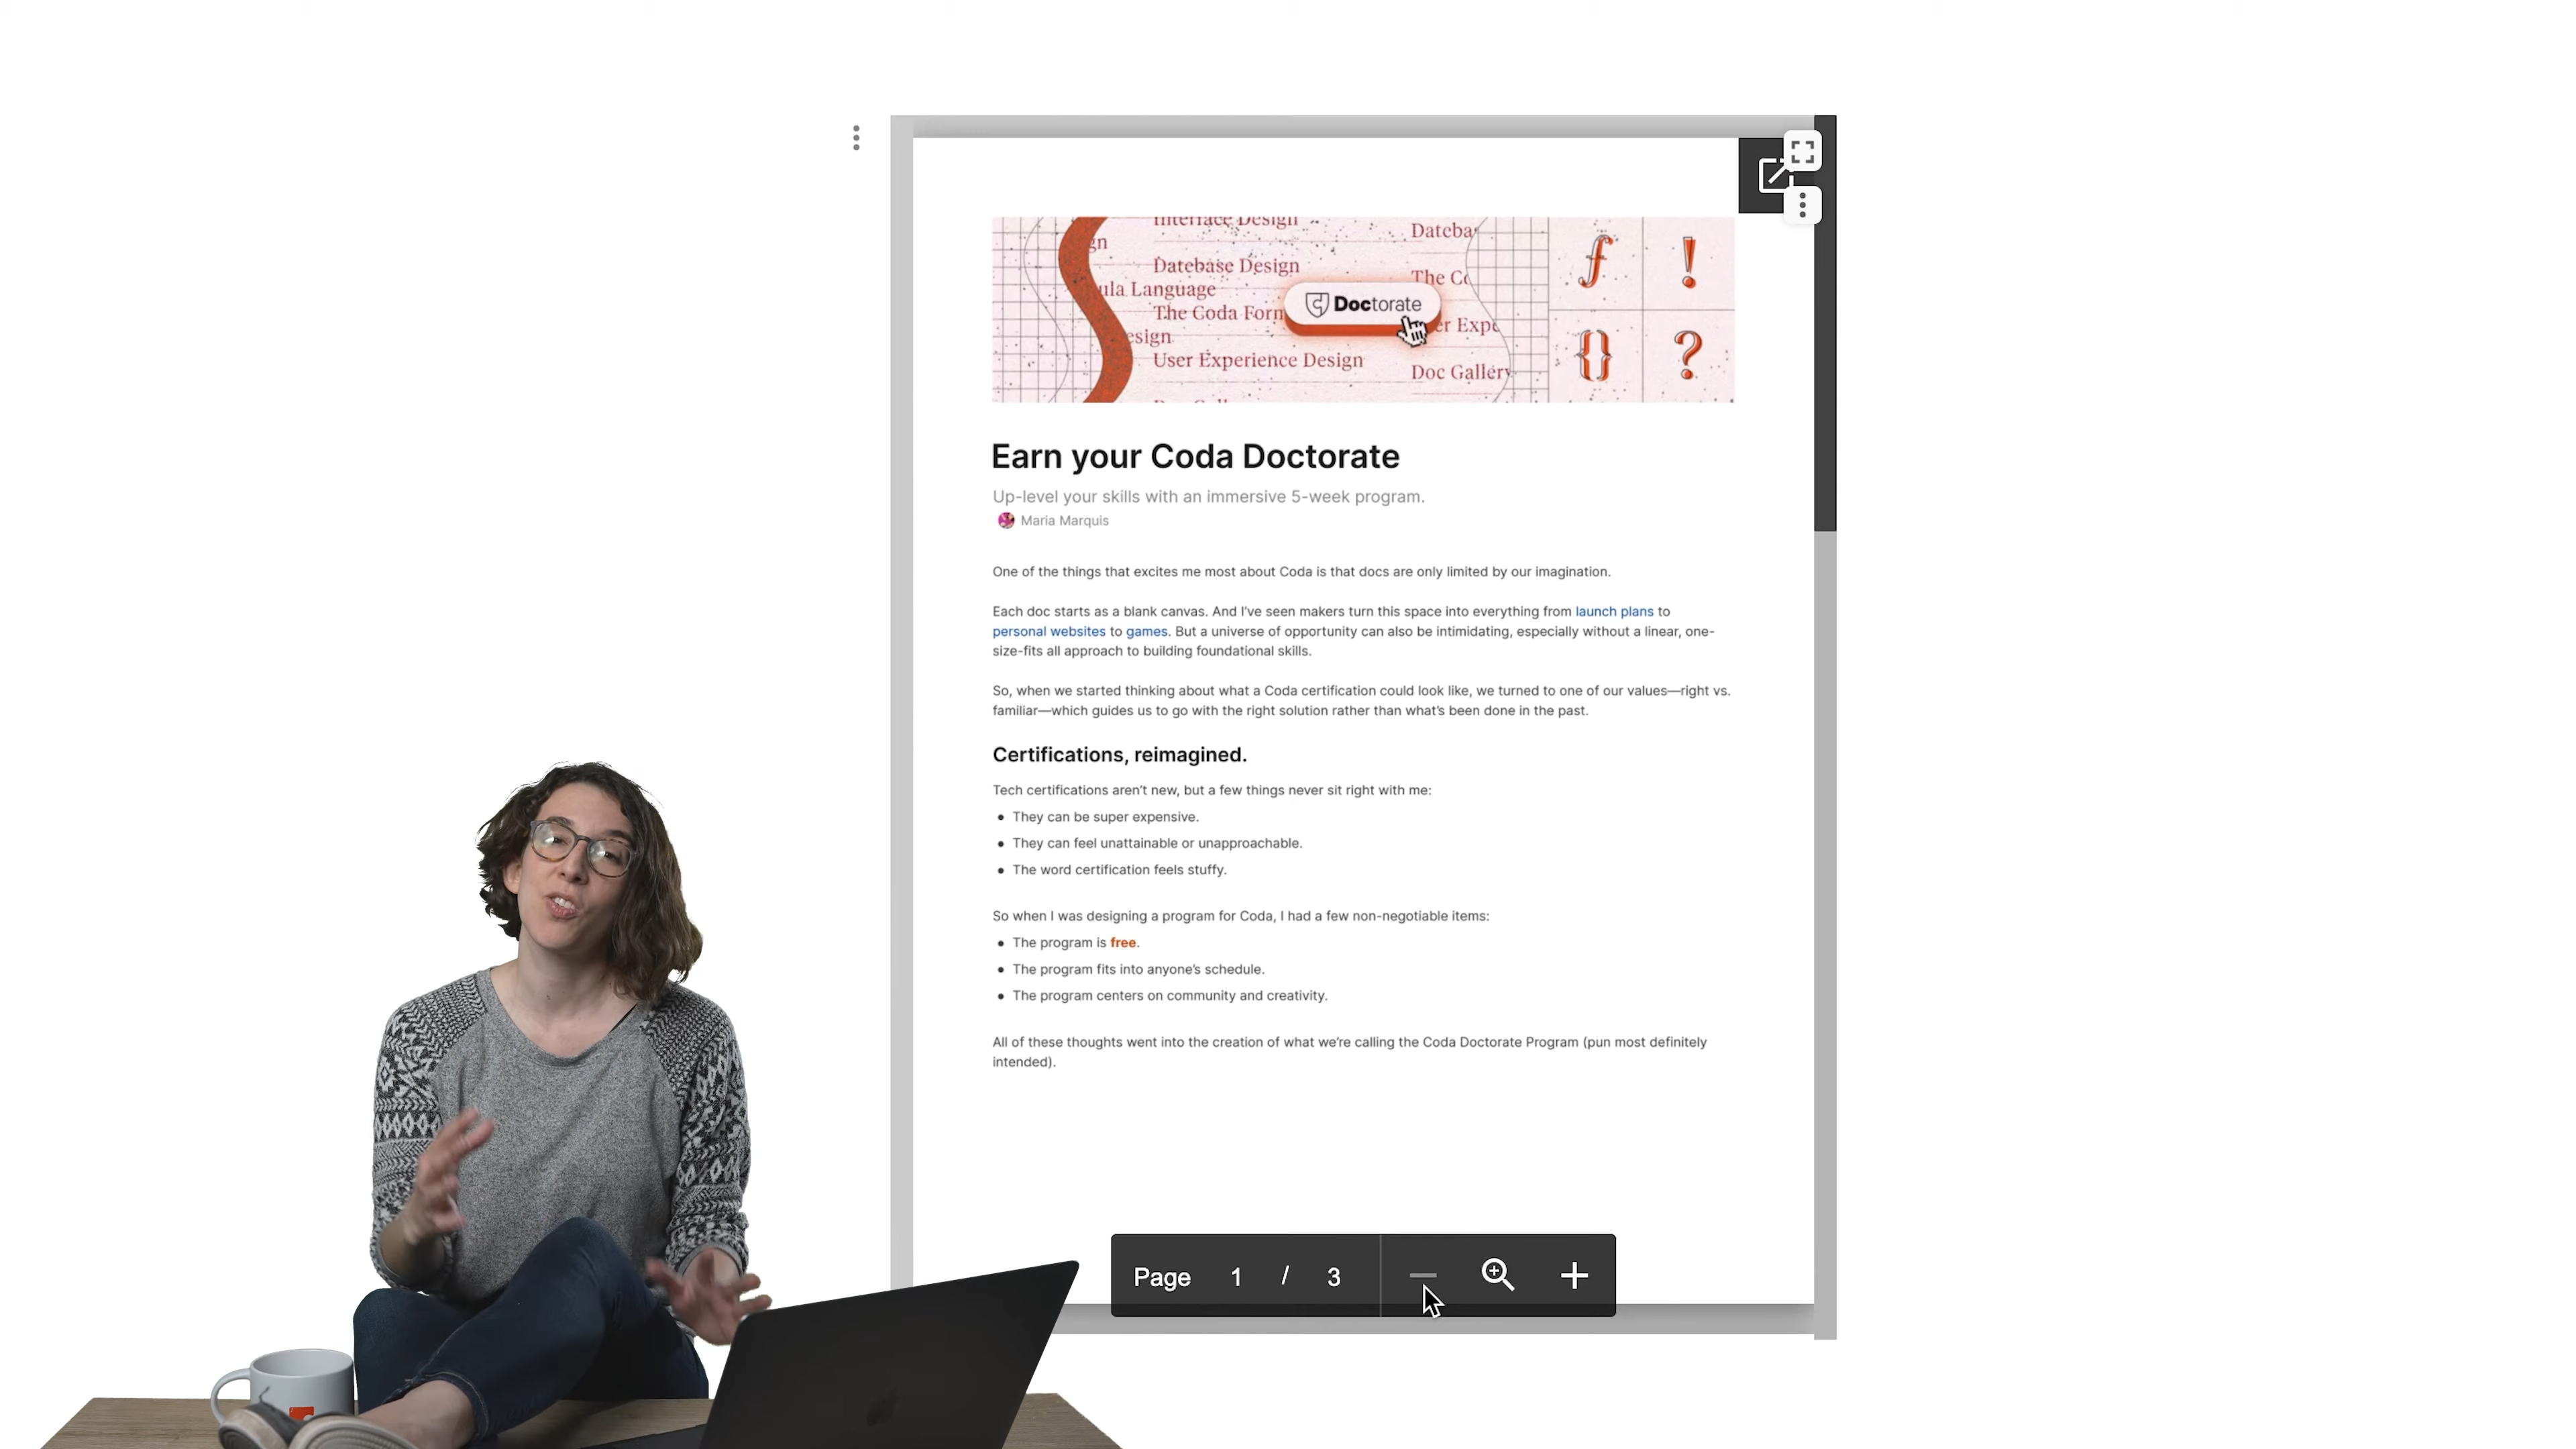 Interface Design
Dateba
gn
Datebase Design
The Co
ula Language
Doctorate
The Coda Form
er Expe
esign
User Experience Design
Doc Gallery
f !
{} ?
Earn your Coda Doctorate
Up-level your skills with an immersive 5-week program.
Maria Marquis
One of the things that excites me most about Coda is that docs are only limited by our imagination.
Each doc starts as a blank canvas. And I've seen makers turn this space into everything from launch plans to
personal websites to games. But a universe of opportunity can also be intimidating, especially without a linear, one-
size-fits all approach to building foundational skills.
So, when we started thinking about what a Coda certification could look like, we turned to one of our values—right vs.
familiar—which guides us to go with the right solution rather than what's been done in the past.
Certifications, reimagined.
Tech certifications aren't new, but a few things never sit right with me:
• They can be super expensive.
• They can feel unattainable or unapproachable.
• The word certification feels stuffy.
So when I was designing a program for Coda, I had a few non-negotiable items:
• The program is free.
• The program fits into anyone's schedule.
• The program centers on community and creativity.
All of these thoughts went into the creation of what we're calling the Coda Doctorate Program (pun most definitely
intended).
Page 1 / 3